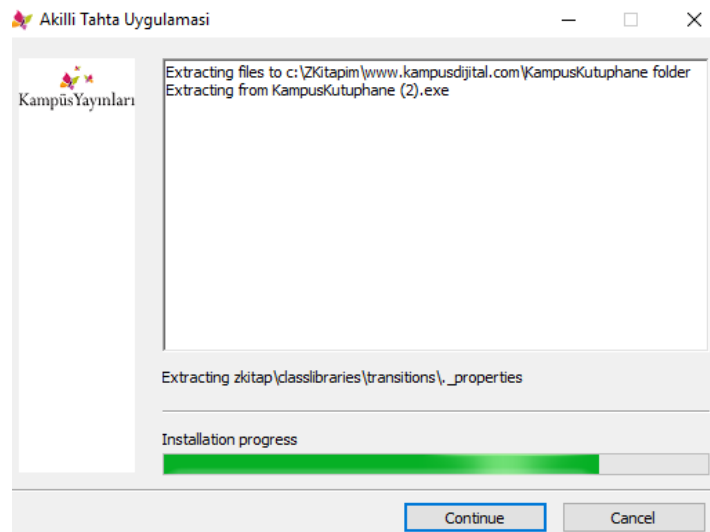 Akilli Tahta Uygulamasi
KampüsYayınları
Extracting files to c:\ZKitapim\www.kampusdijital.com\KampusKutuphane folder
Extracting from KampusKutuphane (2).exe
Extracting zkitap\classlibraries\transitions\._properties
Installation progress
Continue
Cancel